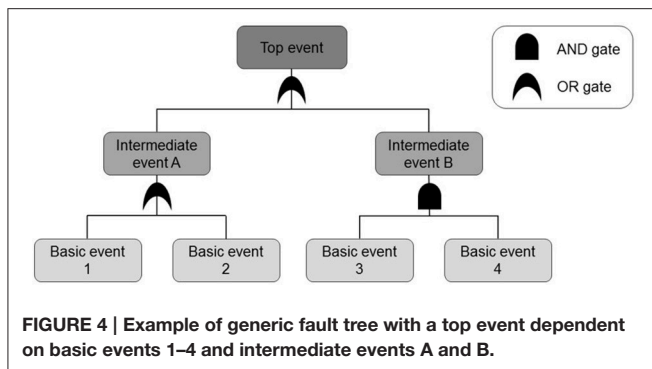 Top event
AND gate
OR gate
Intermediate
event A
Intermediate
event B
Basic event
1
Basic event
2
Basic event
3
Basic event
4
FIGURE 4 | Example of generic fault tree with a top event dependent
on basic events 1–4 and intermediate events A and B.